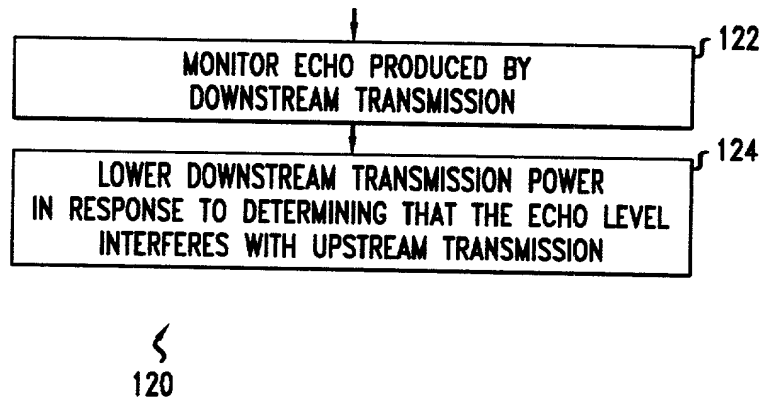 122
MONITOR ECHO PRODUCED BY
DOWNSTREAM TRANSMISSION
124
LOWER DOWNSTREAM TRANSMISSION POWER
IN RESPONSE TO DETERMINING THAT THE ECHO LEVEL
INTERFERES WITH UPSTREAM TRANSMISSION
120